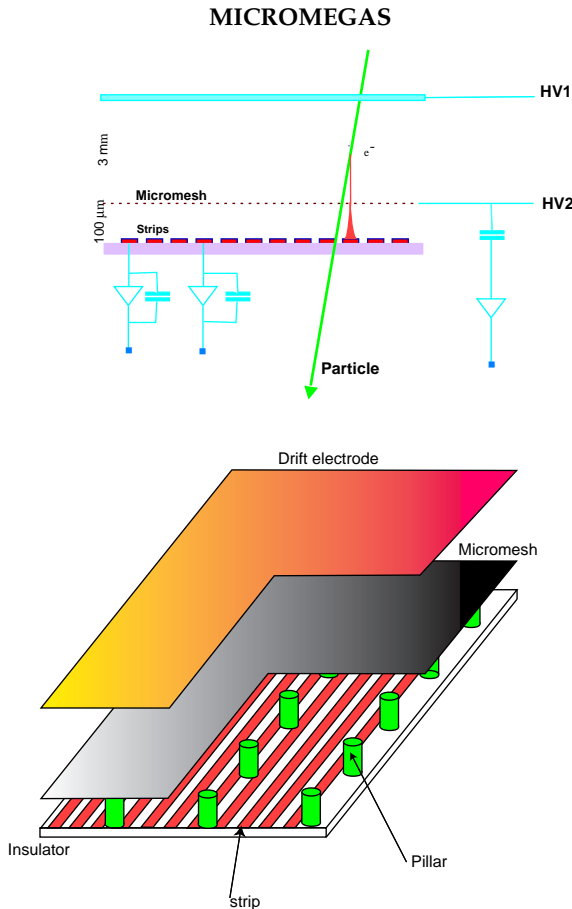 MICROMEGAS
HV1
3 mm
e⁻
Micromesh
HV2
100 μm
Strips
Particle
Drift electrode
Micromesh
Insulator
Pillar
strip